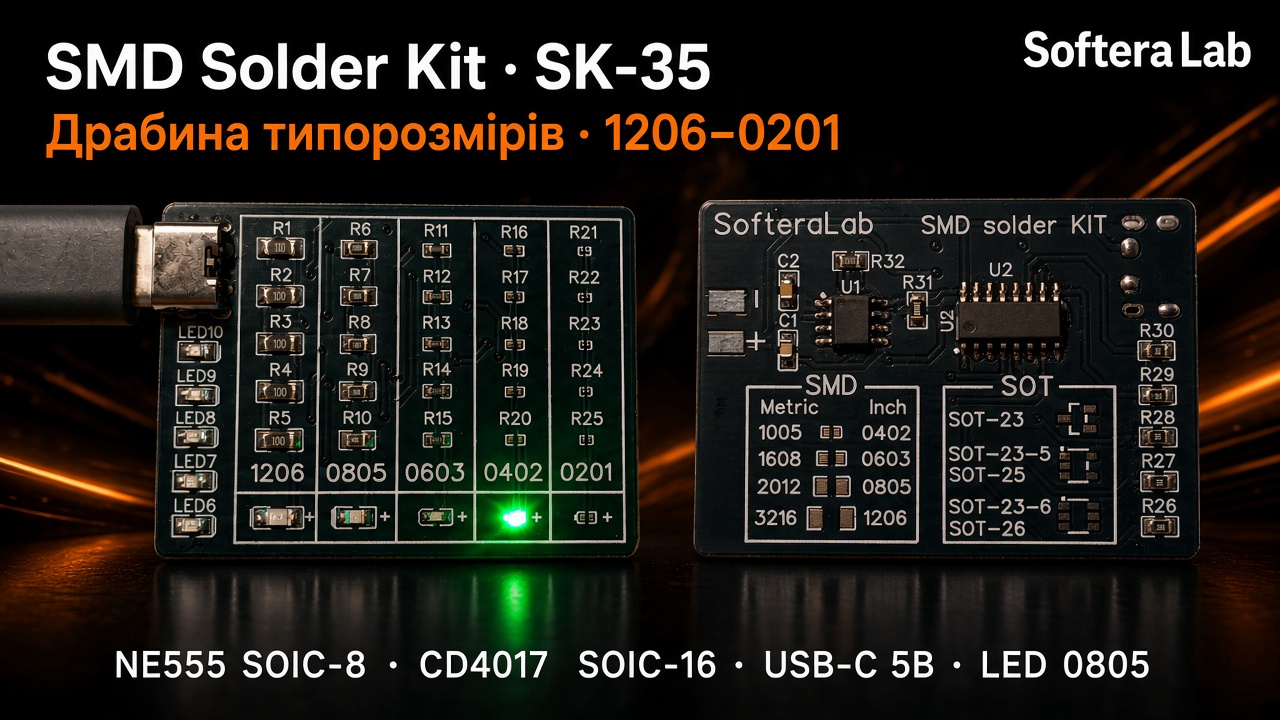 SMD Solder Kit · SK-35
Softera Lab
Драбина типорозмірів · 1206–0201
R1 R6 R11 R16 R21
R2 R7 R12 R17 R22
R3 R8 R13 R18 R23
R4 R9 R14 R19 R24
R5 R10 R15 R20 R25
1206 0805 0603 0402 0201
+ + + + +
LED10
LED9
LED8
LED7
LED6
SofteraLab SMD solder KIT
C2 R32
U1 R31 U2
C1 U2
+
R30
R29
R28
R27
R26
SMD
Metric Inch
1005 0402
1608 0603
2012 0805
3216 1206
SOT
SOT-23
SOT-23-5
SOT-25
SOT-23-6
SOT-26
NE555 SOIC-8 · CD4017 SOIC-16 · USB-C 5В · LED 0805